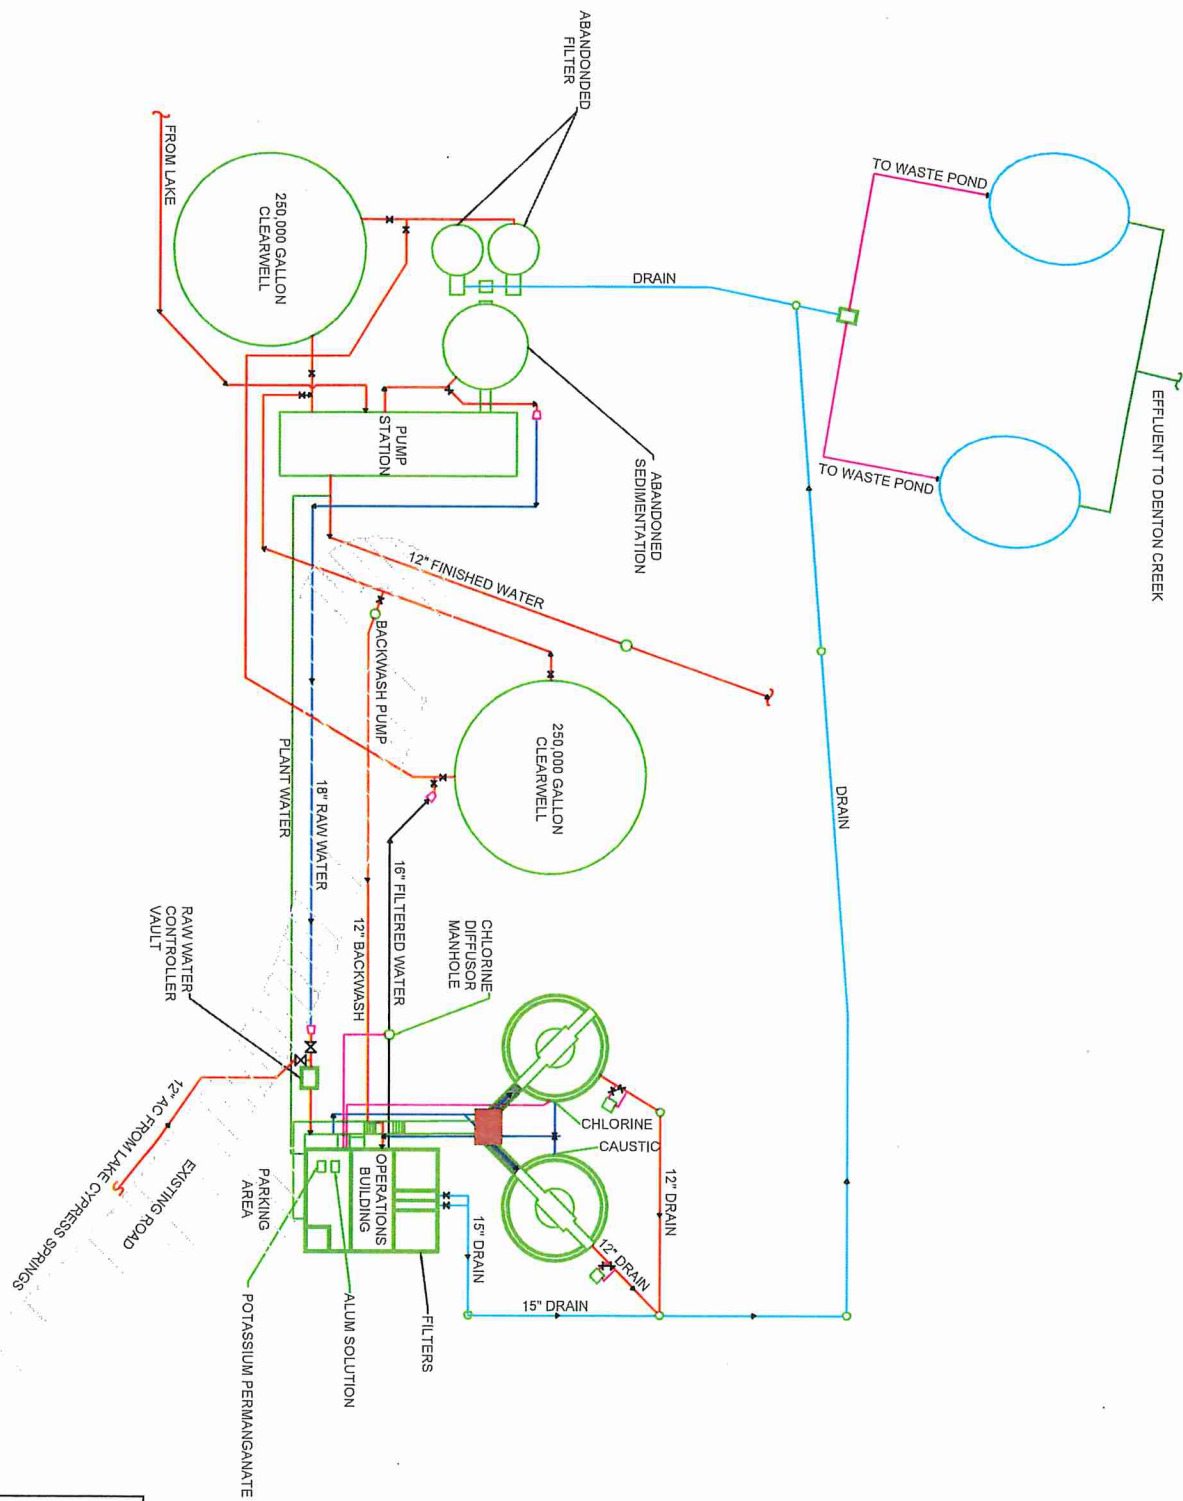 ABANDONDED
FILTER
FROM LAKE
250,000 GALLON
CLEARWELL
DRAIN
TO WASTE POND
TO WASTE POND
EFFLUENT TO DENTON CREEK
PUMP
STATION
ABANDONED
SEDIMENTATION
12" FINISHED WATER
BACKWASH PUMP
250,000 GALLON
CLEARWELL
DRAIN
PLANT WATER
18" RAW WATER
12" BACKWASH
16" FILTERED WATER
CHLORINE
DIFFUSOR
MANHOLE
RAW WATER
CONTROLLER
VAULT
12" AC FROM LAKE CYPRESS SPRINGS
EXISTING ROAD
PARKING
AREA
OPERATIONS
BUILDING
CHLORINE
CAUSTIC
12" DRAIN
12" DRAIN
15" DRAIN
15" DRAIN
FILTERS
ALUM SOLUTION
POTASSIUM PERMANGANATE